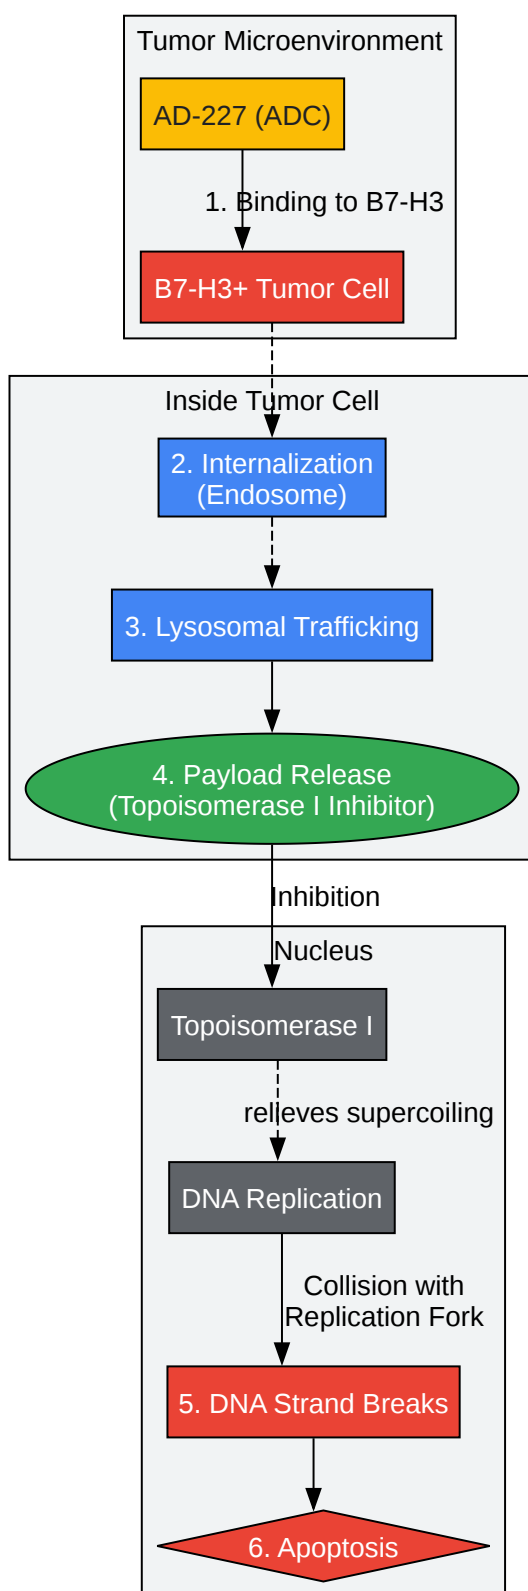 Tumor Microenvironment
AD-227 (ADC)
1. Binding to B7-H3
B7-H3+ Tumor Cell
Inside Tumor Cell
2. Internalization
(Endosome)
3. Lysosomal Trafficking
4. Payload Release
(Topoisomerase I Inhibitor)
Inhibition
Nucleus
Topoisomerase I
relieves supercoiling
DNA Replication
Collision with
Replication Fork
5. DNA Strand Breaks
6. Apoptosis